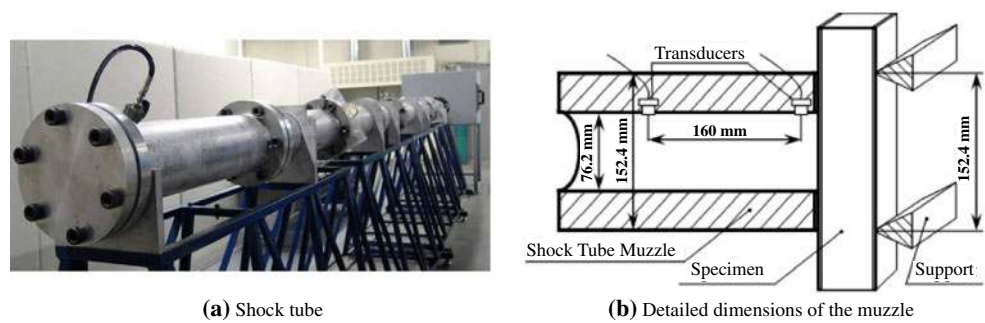 Transducers
160 mm
76.2 mm
152.4 mm
152.4 mm
Shock Tube Muzzle
Specimen
Support
(a) Shock tube
(b) Detailed dimensions of the muzzle